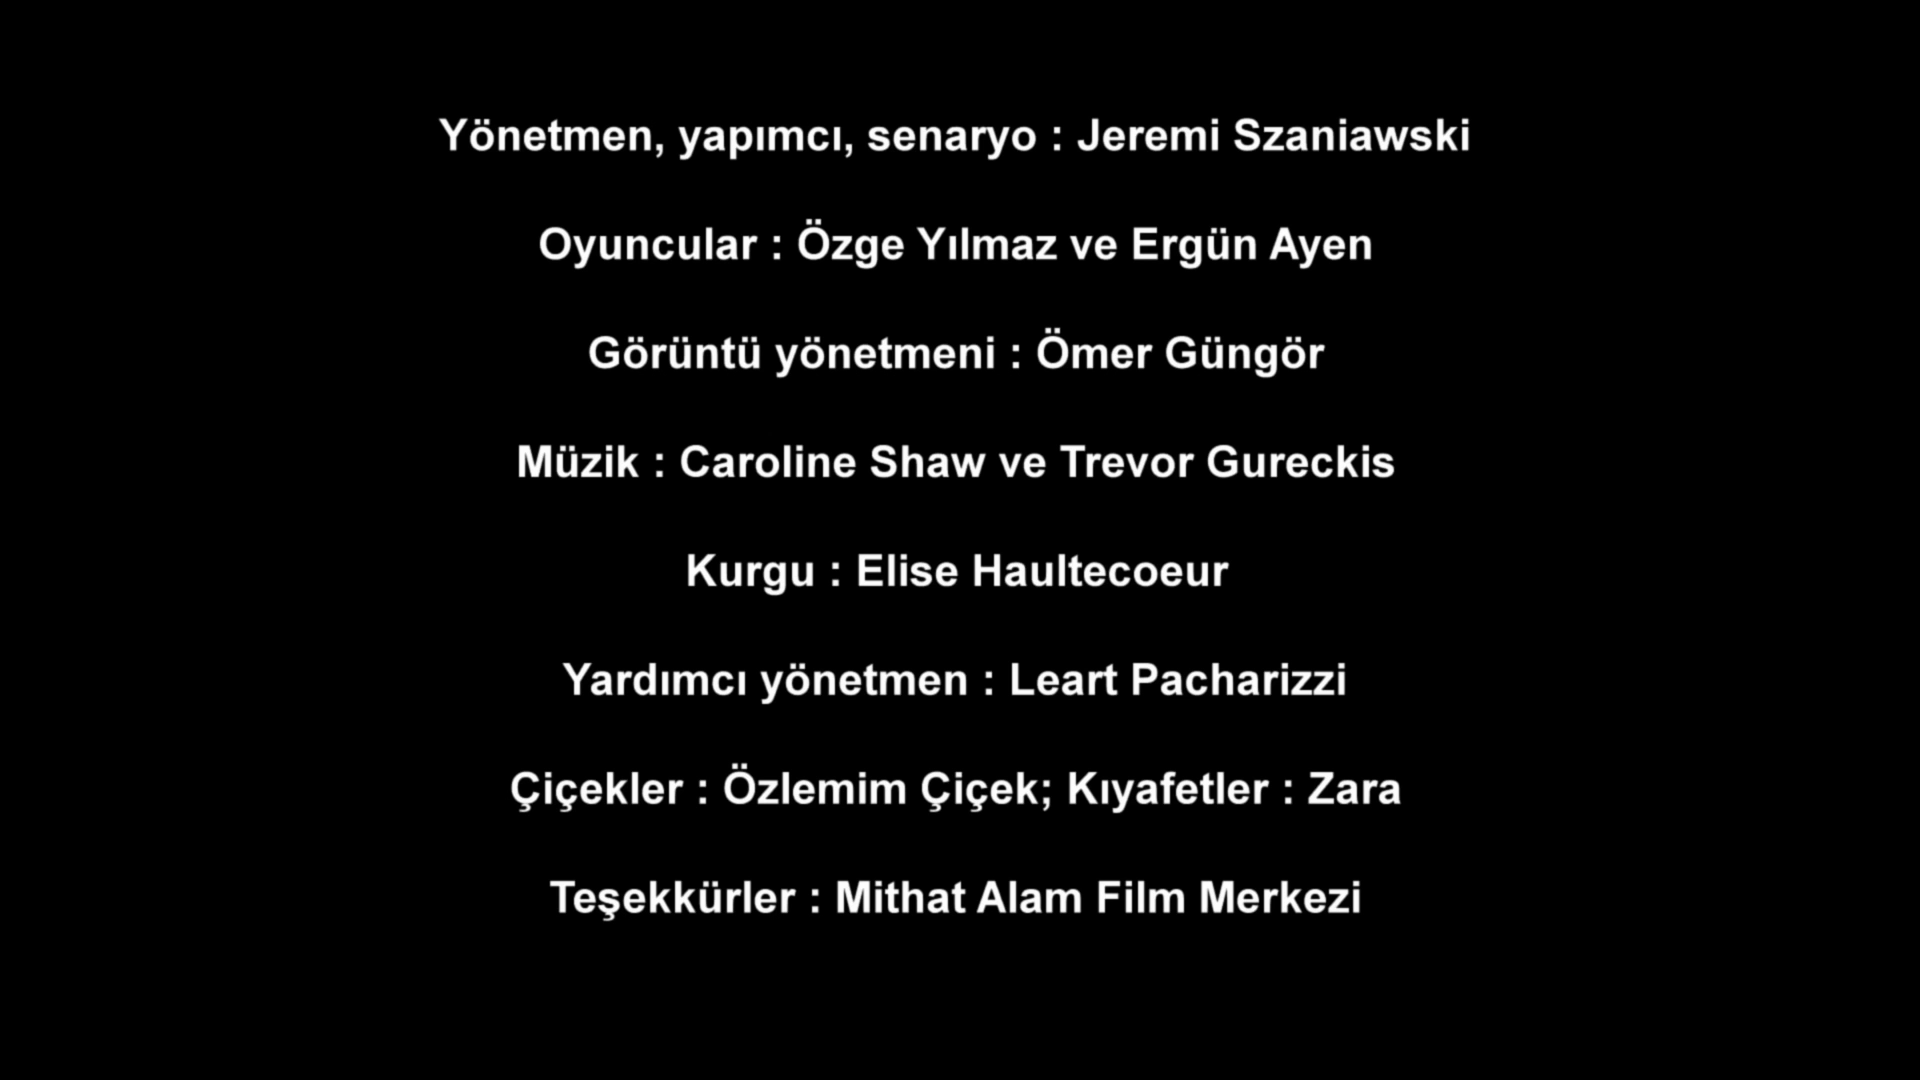 Yönetmen, yapımcı, senaryo : Jeremi Szaniawski
Oyuncular : Özge Yılmaz ve Ergün Ayen
Görüntü yönetmeni : Ömer Güngör
Müzik : Caroline Shaw ve Trevor Gureckis
Kurgu : Elise Haultecoeur
Yardımcı yönetmen : Leart Pacharizzi
Çiçekler : Özlemim Çiçek; Kıyafetler : Zara
Teşekkürler : Mithat Alam Film Merkezi